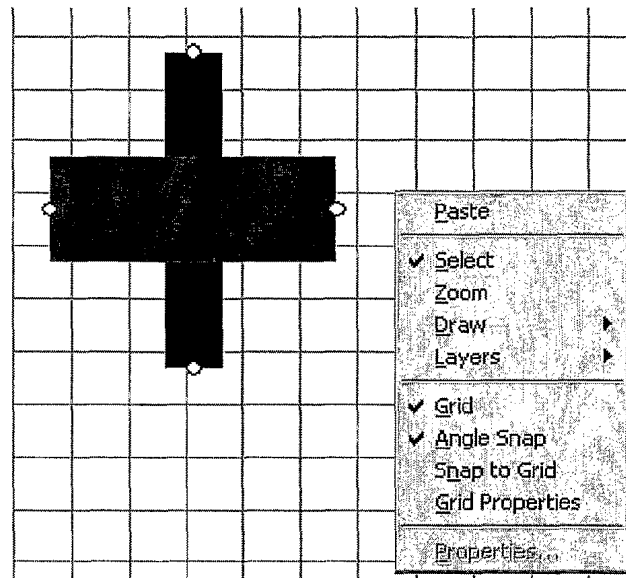 Paste
Select
Zoom
Draw
Layers
Grid
Angle Snap
Snap to Grid
Grid Properties
Properties...